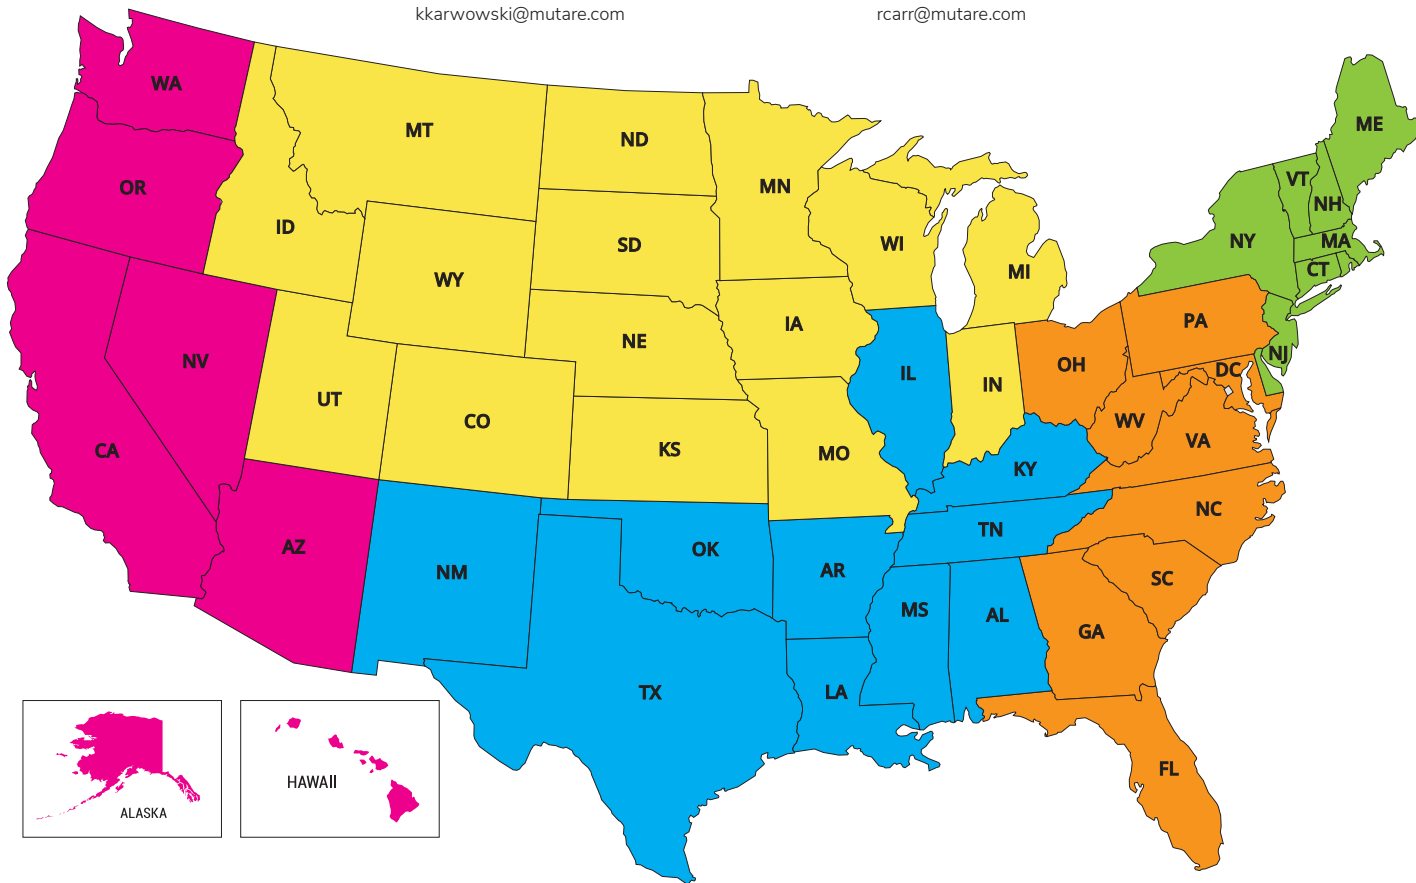 kkarwowski@mutare.com
rcarr@mutare.com
WA
MT
ND
MN
ME
OR
ID
WY
SD
WI
MI
VT
NH
NY
MA
CT
NV
UT
CO
NE
IA
IL
IN
OH
PA
NJ
DC
CA
KS
MO
KY
WV
VA
AZ
NM
OK
AR
TN
NC
SC
TX
LA
MS
AL
GA
FL
ALASKA
HAWAII